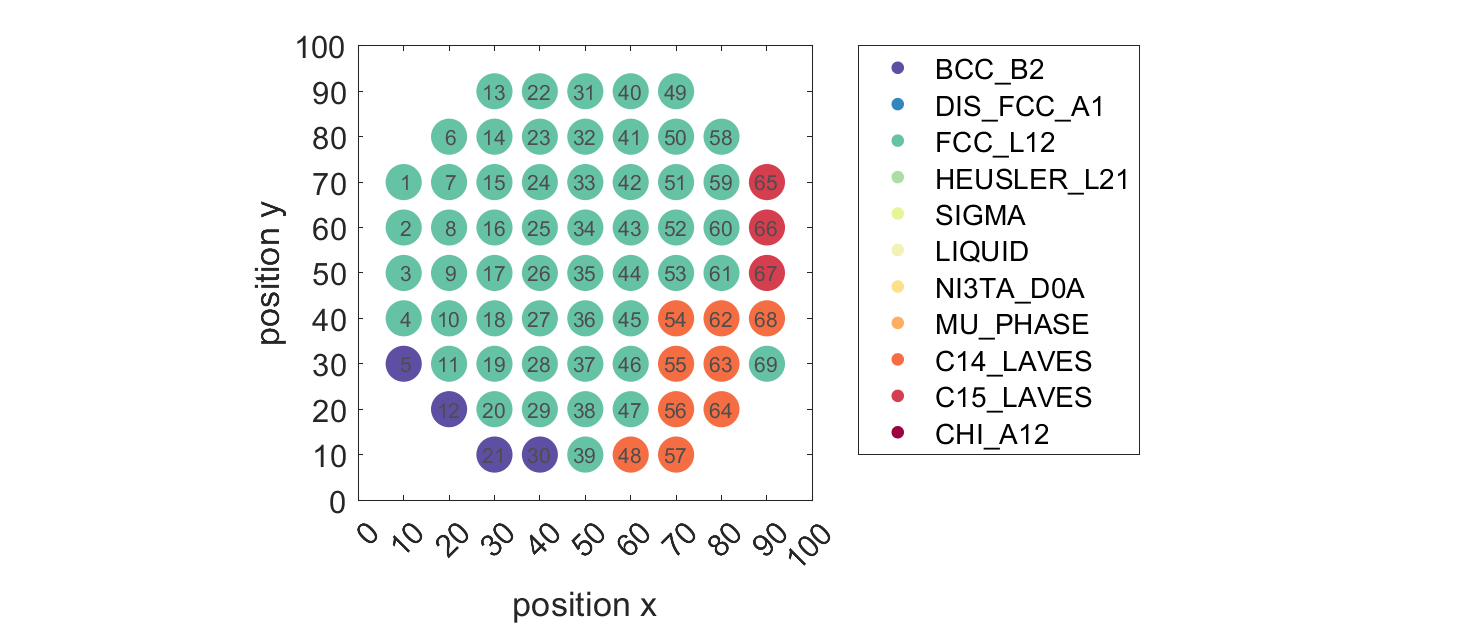 100
90
80
70
60
50
40
30
20
10
0
position y
13 22 31 40 49
6 14 23 32 41 50 58
1 7 15 24 33 42 51 59 65
2 8 16 25 34 43 52 60 66
3 9 17 26 35 44 53 61 67
4 10 18 27 36 45 54 62 68
5 11 19 28 37 46 55 63 69
12 20 29 38 47 56 64
21 30 39 48 57
0 10 20 30 40 50 60 70 80 90 100
position x
BCC_B2
DIS_FCC_A1
FCC_L12
HEUSLER_L21
SIGMA
LIQUID
NI3TA_D0A
MU_PHASE
C14_LAVES
C15_LAVES
CHI_A12